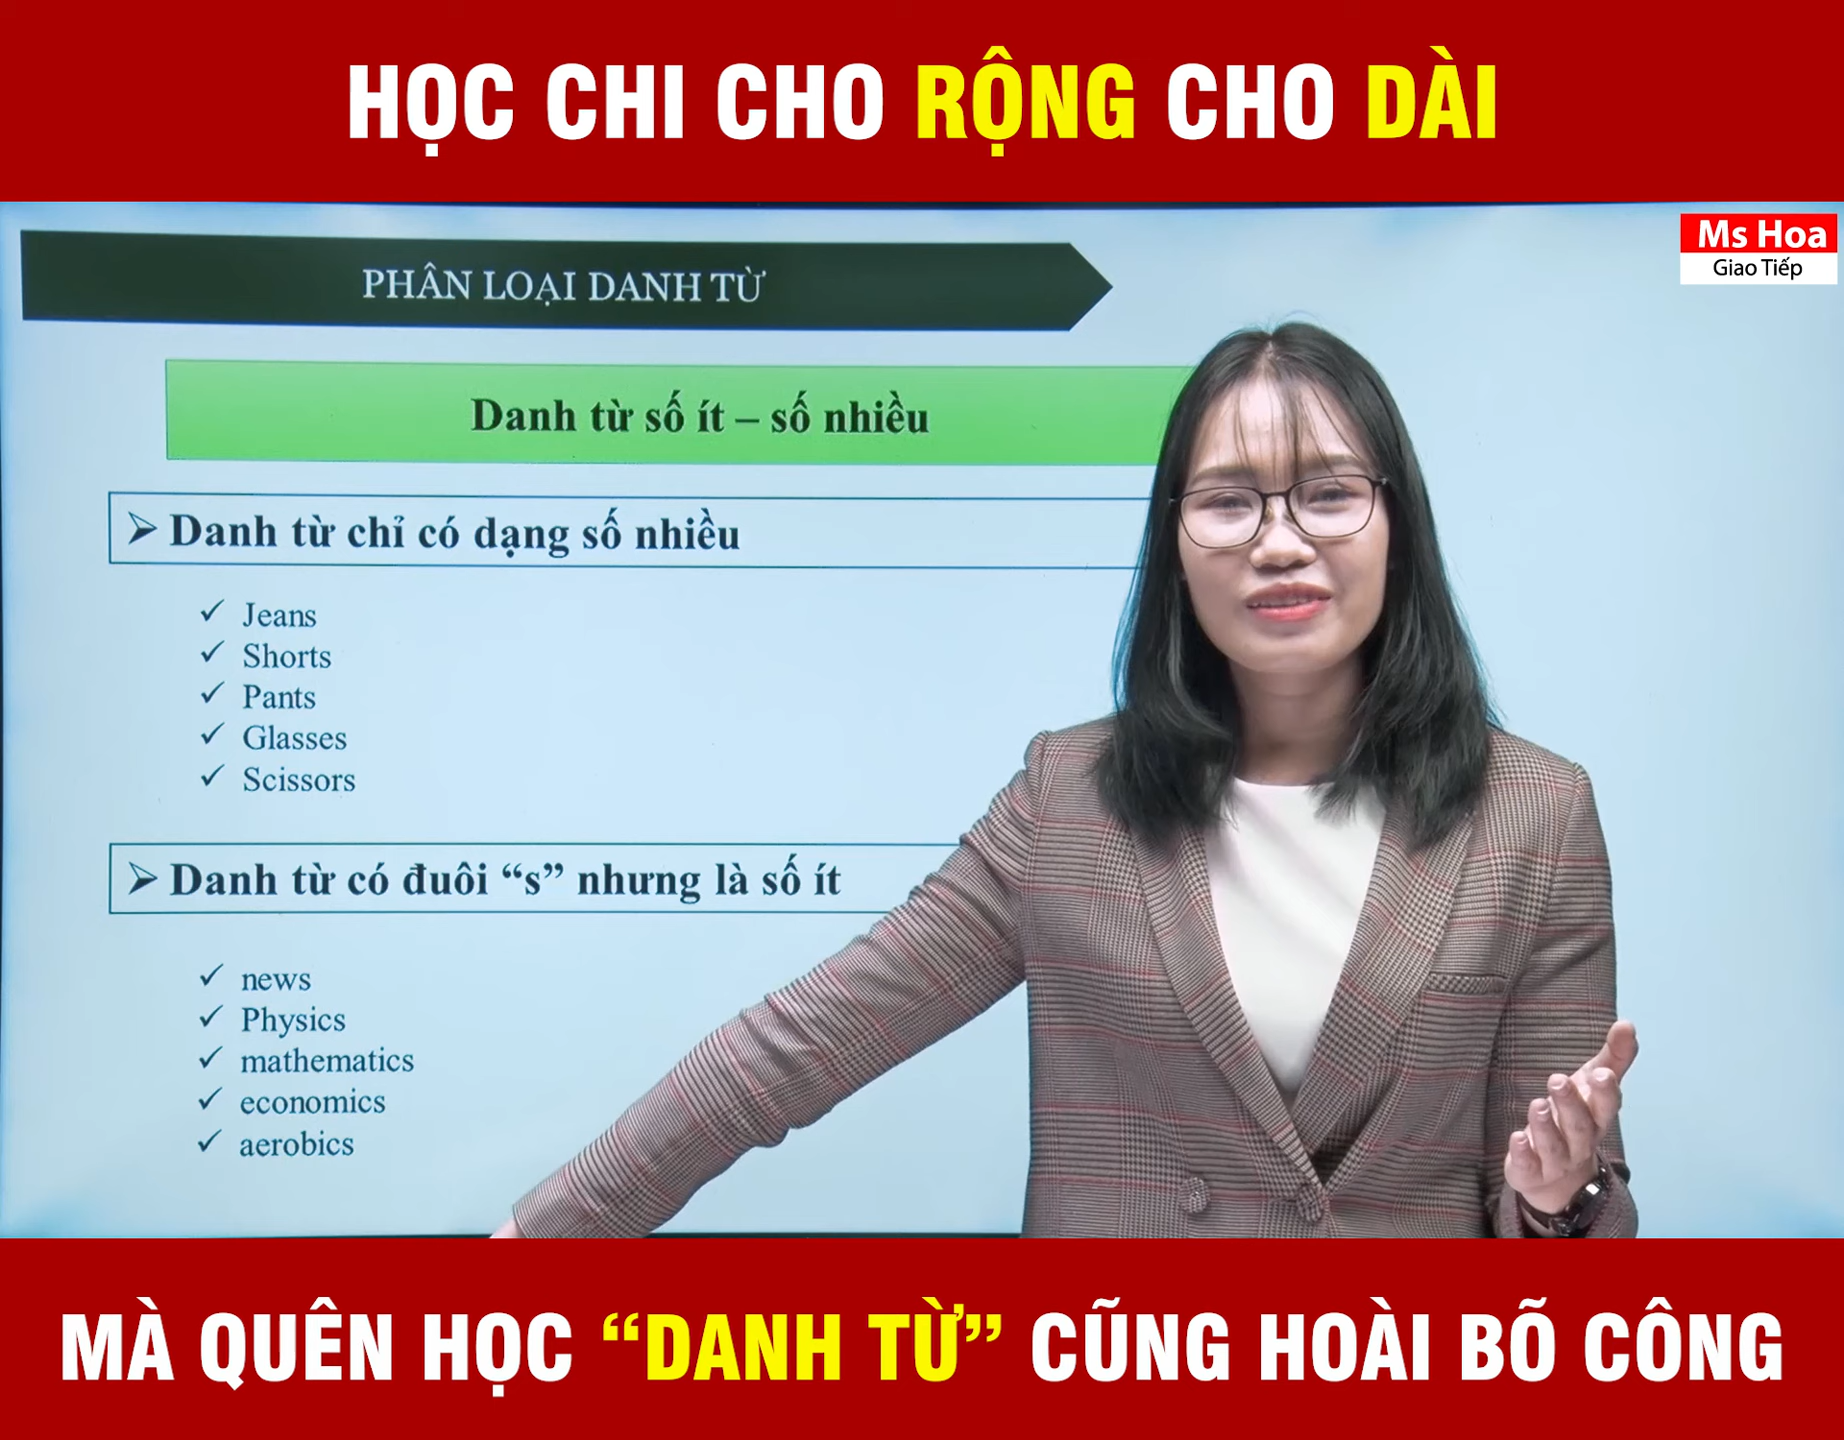 HỌC CHI CHO RỘNG CHO DÀI
Ms Hoa
Giao Tiếp
PHÂN LOẠI DANH TỪ
Danh từ số ít – số nhiều
Danh từ chỉ có dạng số nhiều
Jeans
Shorts
Pants
Glasses
Scissors
Danh từ có đuôi “s” nhưng là số ít
news
Physics
mathematics
economics
aerobics
MÀ QUÊN HỌC “DANH TỪ” CŨNG HOÀI BÕ CÔNG